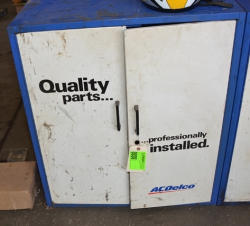 Quality
parts...
...professionally
installed.
ACDelco